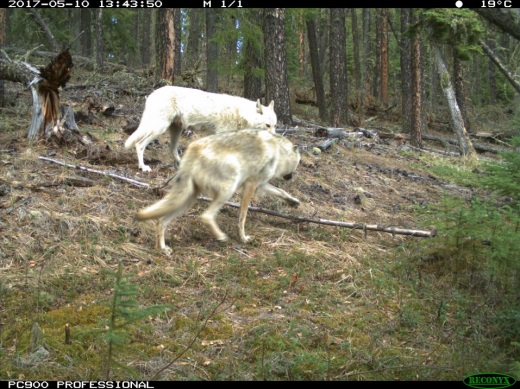 2017-05-10 13:43:50 M 1/1 19°C
PC900 PROFESSIONAL RECONYX